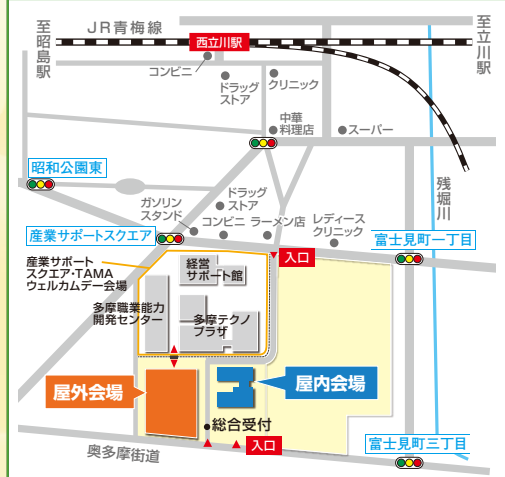 至昭島駅
JR青梅線
西立川駅
至立川駅
コンビニ
ドラッグ
ストア
クリニック
中華
料理店
スーパー
昭和公園東
残堀川
ガソリン
スタンド
ドラッグ
ストア
コンビニ
ラーメン店
レディース
クリニック
産業サポートスクエア
富士見町一丁目
入口
産業サポート
スクエア・TAMA
ウェルカムデー会場
経営
サポート館
多摩職業能力
開発センター
多摩テクノ
プラザ
屋外会場
屋内会場
総合受付
入口
奥多摩街道
富士見町三丁目